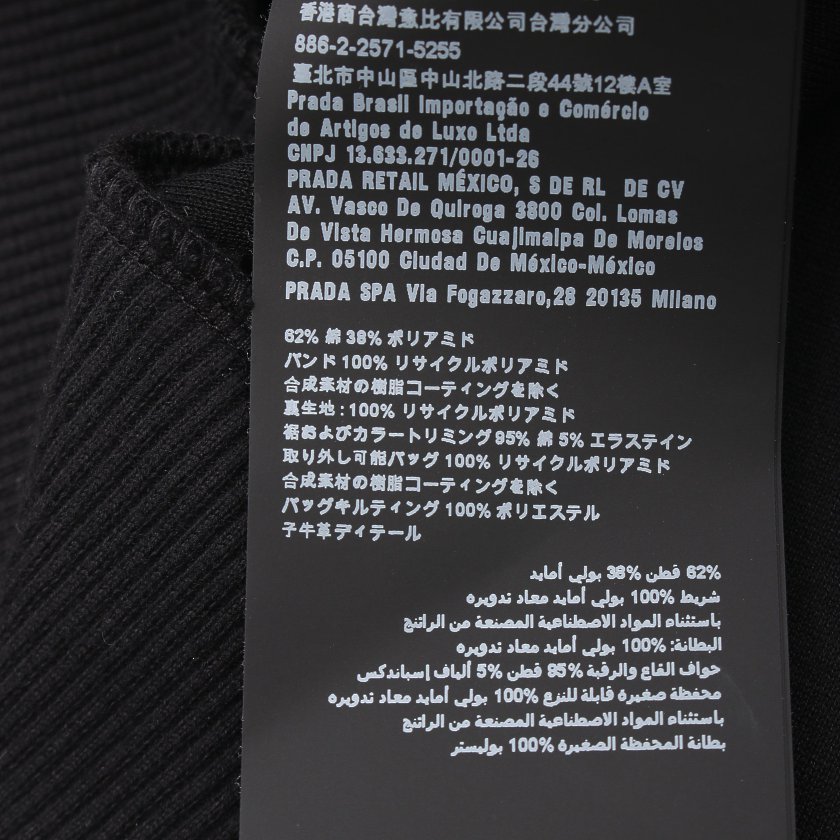 香港商台灣意比有限公司台灣分公司
886-2-2571-5255
臺北市中山區中山北路二段44號12樓A室
Prada Brasil Importação e Comércio
de Artigos de Luxo Ltda
CNPJ 13.633.271/0001-26
PRADA RETAIL MÉXICO, S DE RL DE CV
AV. Vasco De Quiroga 3800 Col. Lomas
De Vista Hermosa Cuajimalpa De Morelos
C.P. 05100 Ciudad De México-México
PRADA SPA Via Fogazzaro,28 20135 Milano
62% 綿 38% ポリアミド
バンド 100% リサイクルポリアミド
合成素材の樹脂コーティングを除く
裏生地 : 100% リサイクルポリアミド
裾およびカラートリミング 95% 綿 5% エラステイン
取り外し可能バッグ 100% リサイクルポリアミド
合成素材の樹脂コーティングを除く
バッグキルティング 100% ポリエステル
子牛革ディテール
62% قطن 38% بولي أمايد
شريط 100% بولي أمايد معاد تدويره
باستثناء المواد الاصطناعية المصنعة من الراتنج
البطانة: 100% بولي أمايد معاد تدويره
حواف القاع والرقبة 95% قطن 5% ألياف إسباندكس
محفظة صغيرة قابلة للنزع 100% بولي أمايد معاد تدويره
باستثناء المواد الاصطناعية المصنعة من الراتنج
بطانة المحفظة الصغيرة 100% بوليستر